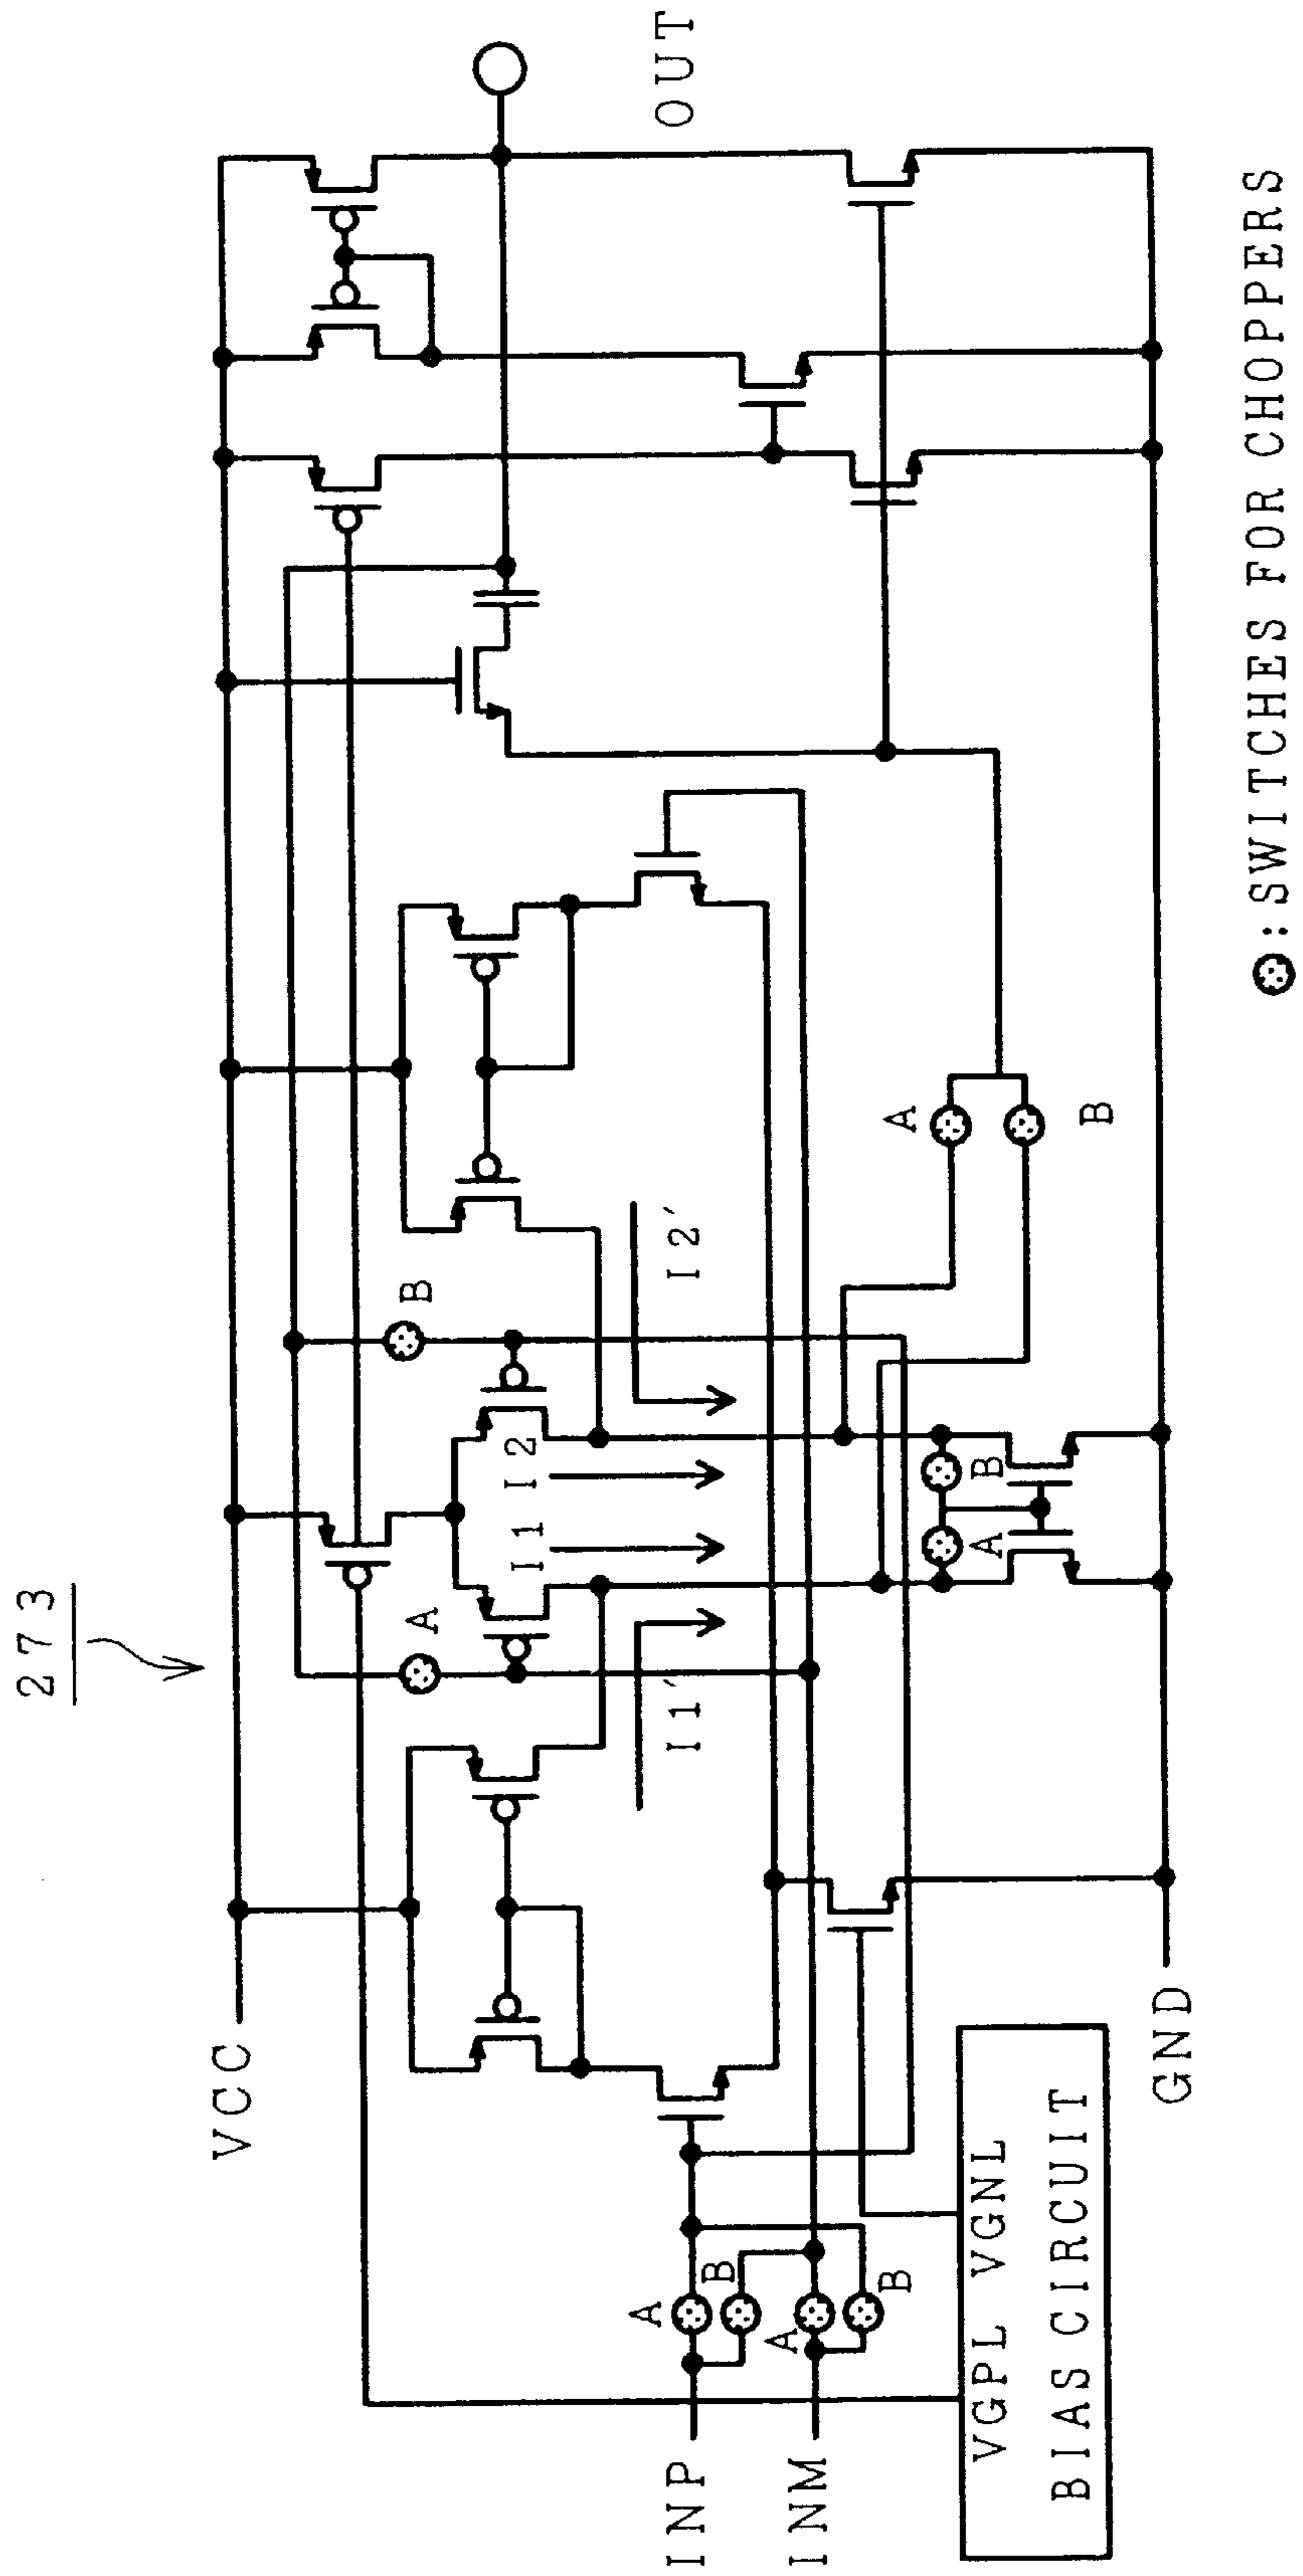 273
VCC
A
B
I1
I2
I1′
I2′
OUT
INP
A
B
INM
A
B
A
B
A
B
VGPL VGNL
BIAS CIRCUIT
GND
: SWITCHES FOR CHOPPERS